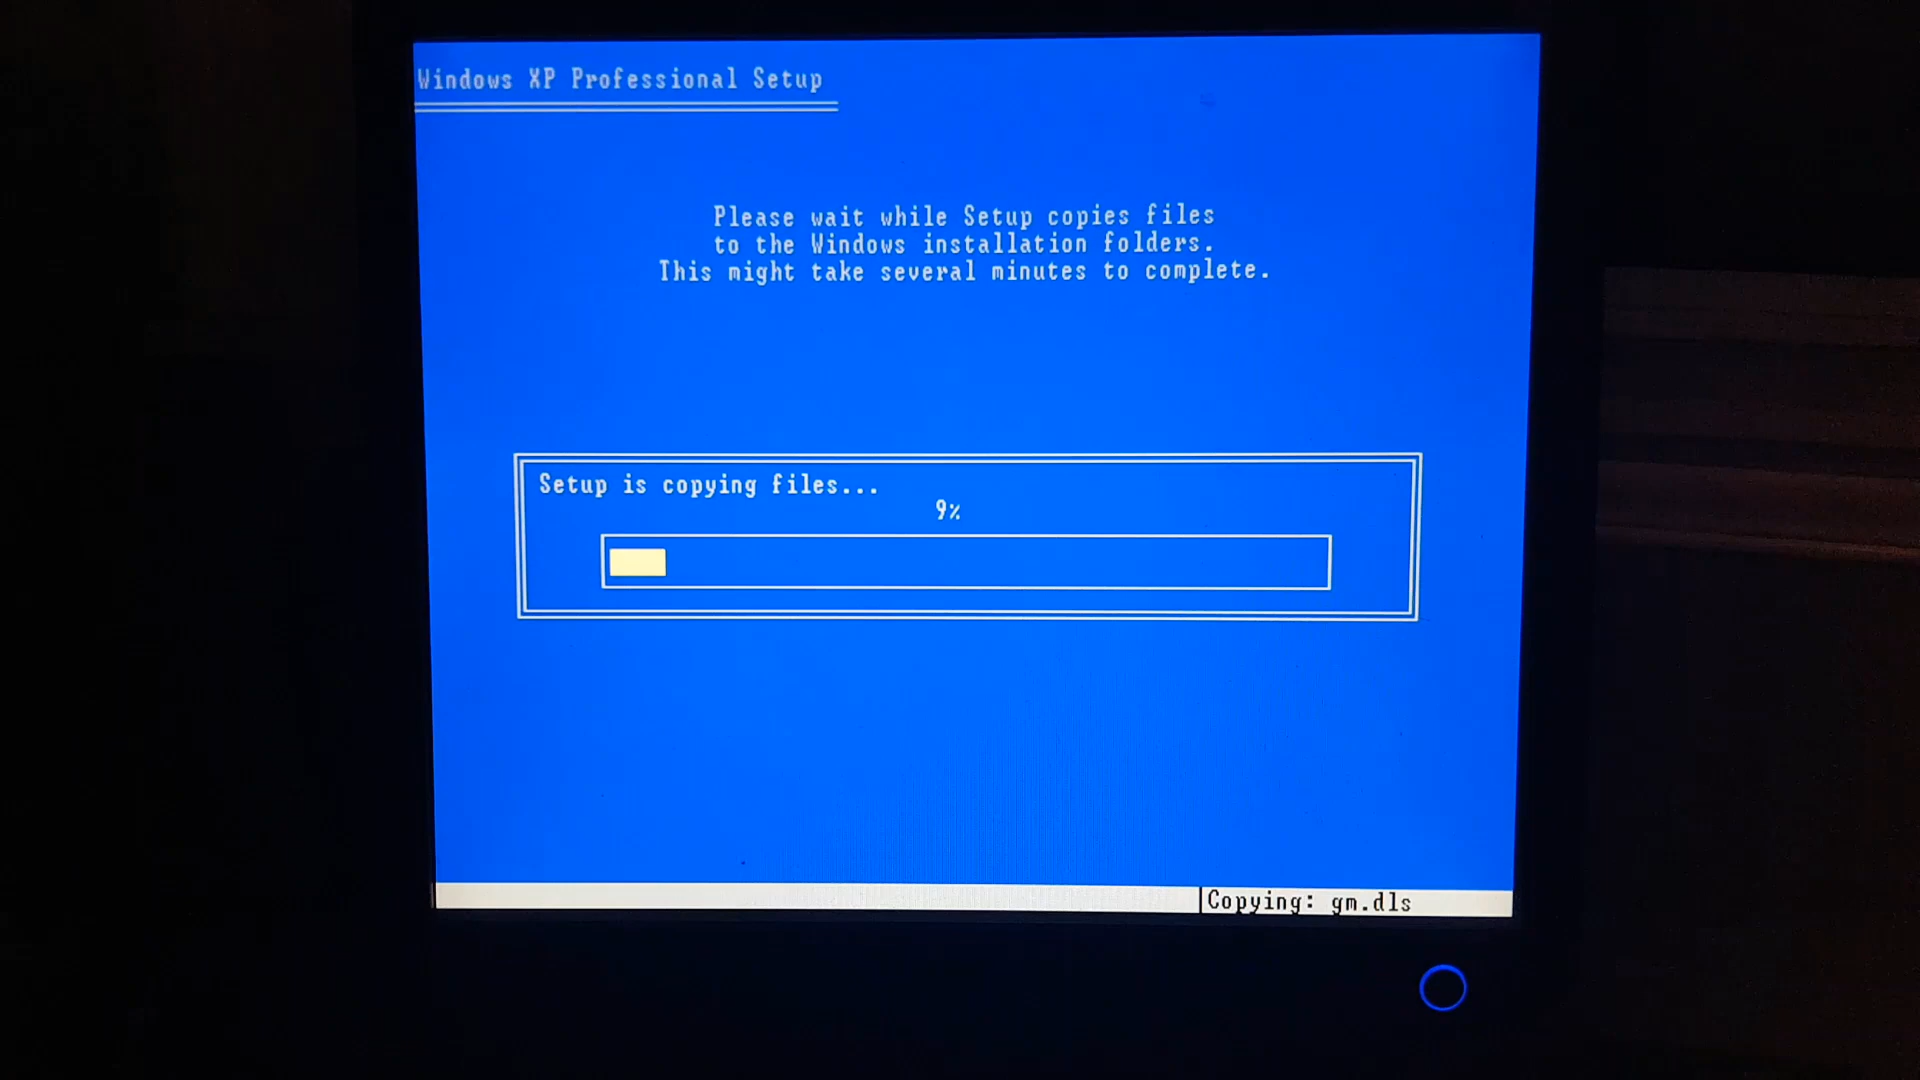 Windows XP Professional Setup
Please wait while Setup copies files
to the Windows installation folders.
This might take several minutes to complete.
Setup is copying files...
9%
Copying: gm.dls